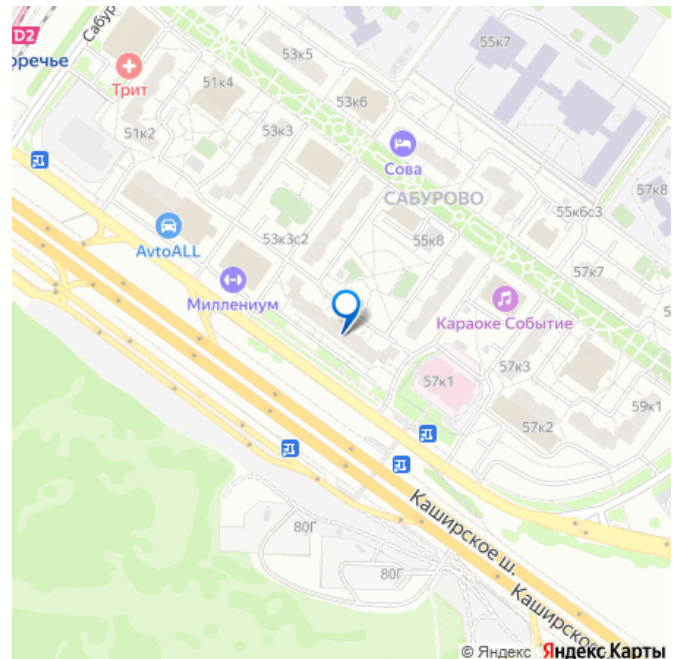 D2
Сабур
оречье
Трит
53к5
55к7
51к4
53к6
51к2
53к3
Сова
57к8
САБУРОВО
55к6с3
AvtoALL
53к3с2
55к8
57к7
Миллениум
Караоке Событие
57к1
57к3
59к1
57к2
Каширское ш.
80Г
80Г
Каширское
© Яндекс Яндекс Карты